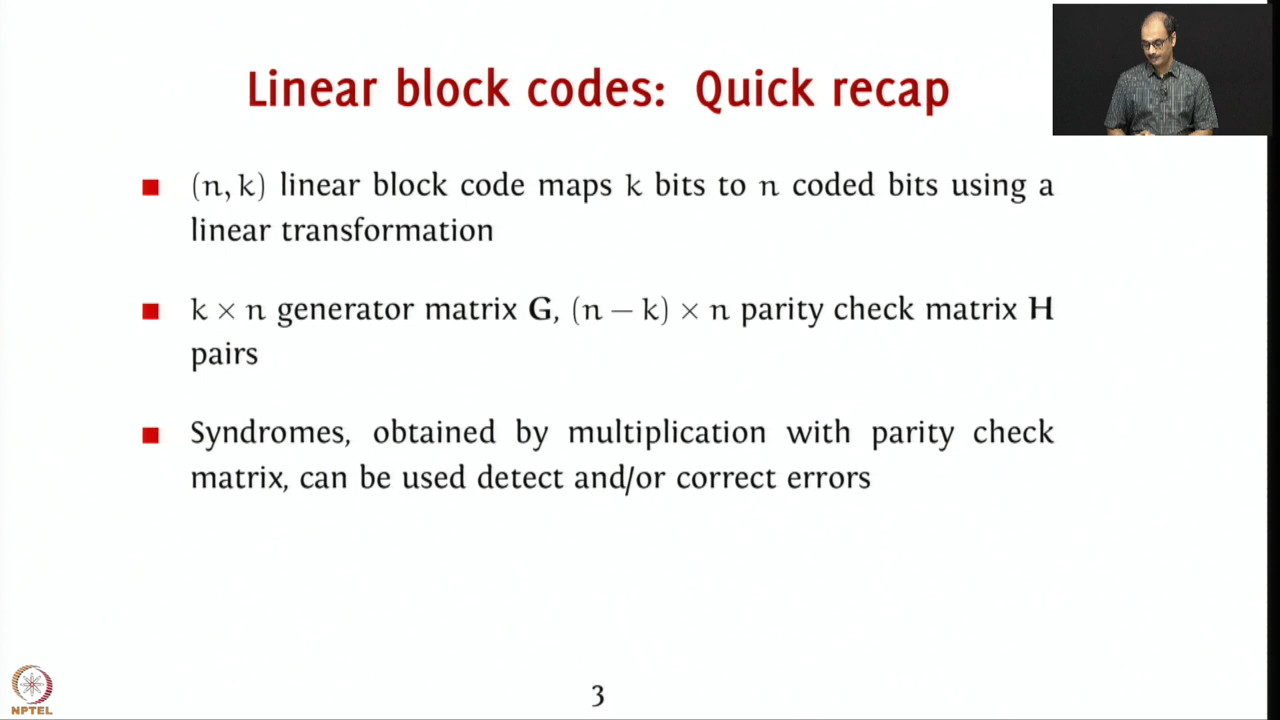 Linear block codes: Quick recap
(n, k) linear block code maps k bits to n coded bits using a
linear transformation
k × n generator matrix G, (n − k) × n parity check matrix H
pairs
Syndromes, obtained by multiplication with parity check
matrix, can be used detect and/or correct errors
NPTEL
3